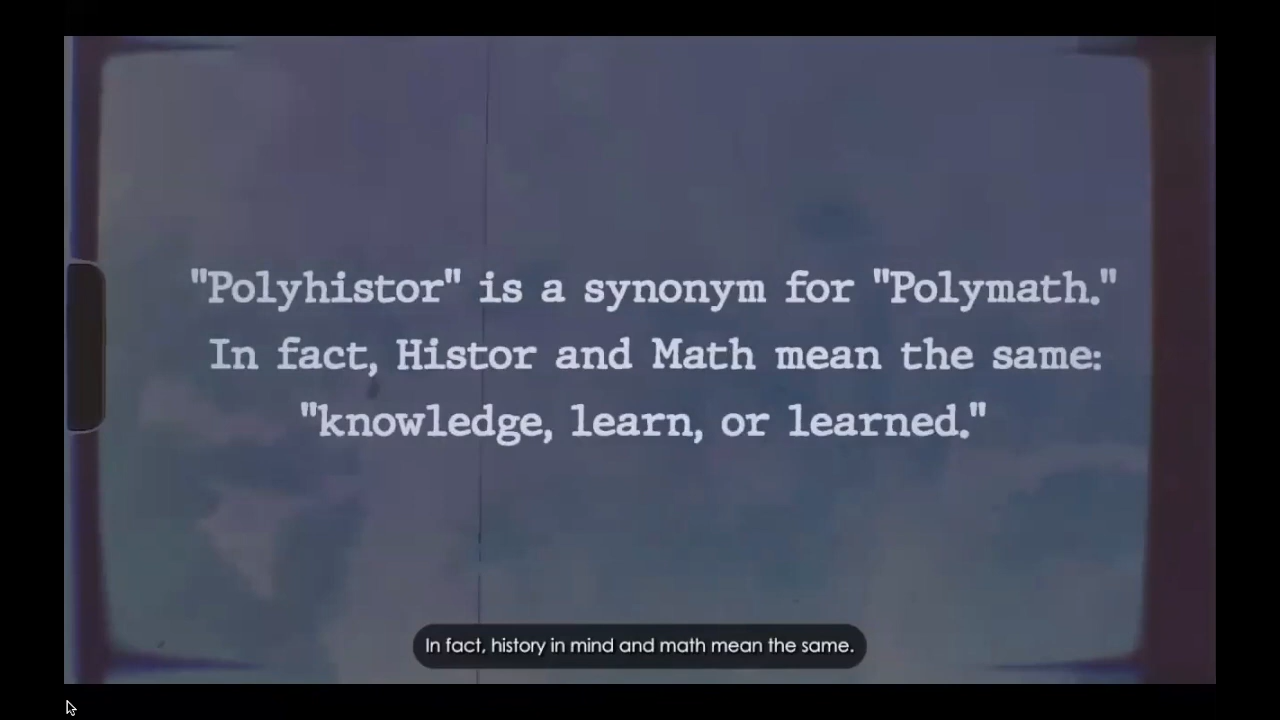 "Polyhistor" is a synonym for "Polymath."
In fact, Histor and Math mean the same:
"knowledge, learn, or learned."
In fact, history in mind and math mean the same.